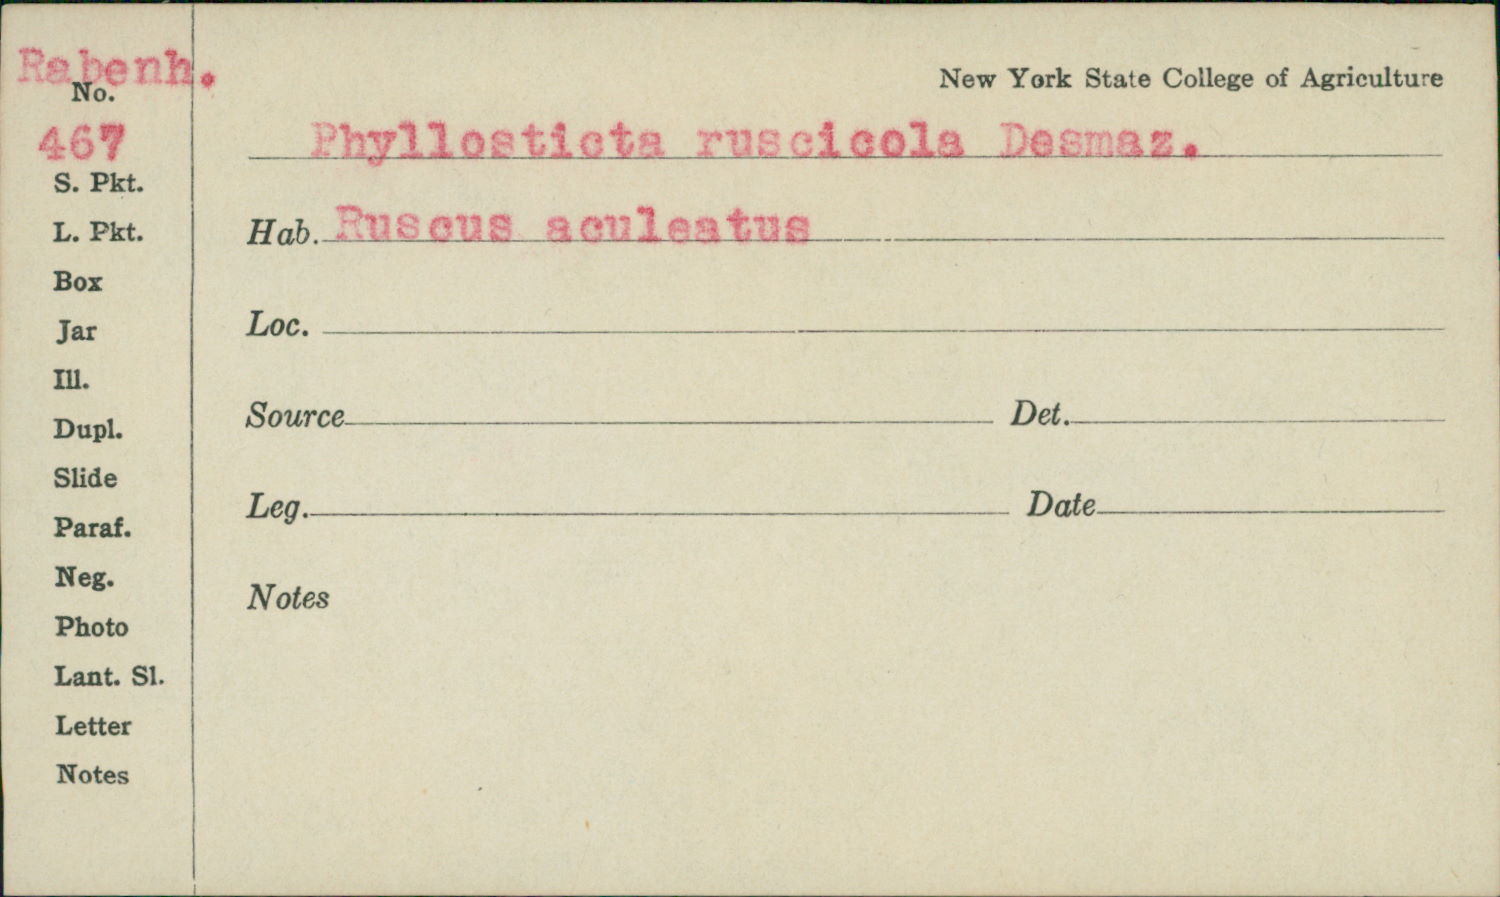 Rabenh.
No.
467
S. Pkt.
L. Pkt.
Box
Jar
Ill.
Dupl.
Slide
Paraf.
Neg.
Photo
Lant. Sl.
Letter
Notes
New York State College of Agriculture
Phyllosticta ruscicola Desmaz.
Hab. Ruscus aculeatus
Loc.
Source Det.
Leg. Date
Notes